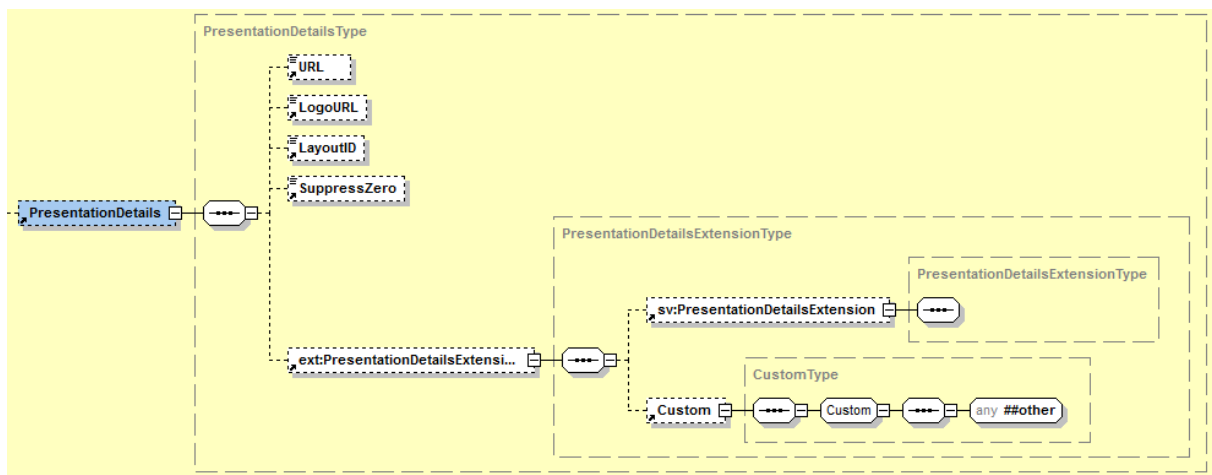 PresentationDetailsType
URL
LogoURL
LayoutID
SuppressZero
PresentationDetails
PresentationDetailsExtensionType
PresentationDetailsExtensionType
sv:PresentationDetailsExtension
ext:PresentationDetailsExtensi...
CustomType
Custom
Custom
any ##other